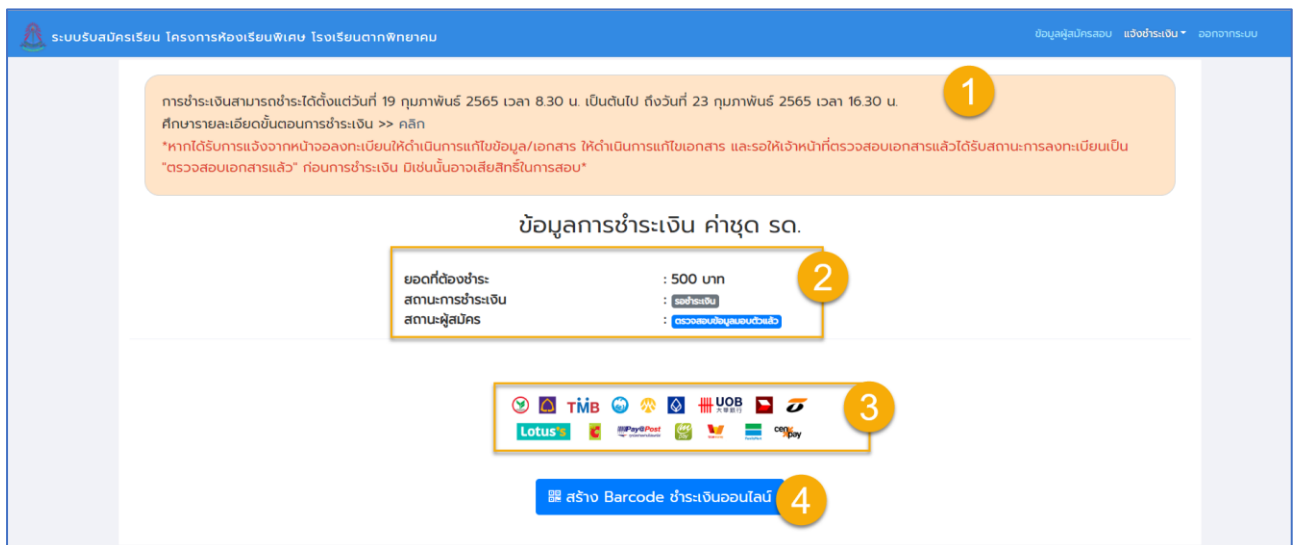 ระบบรับสมัครเรียน โครงการห้องเรียนพิเศษ โรงเรียนตากพิทยาคม
ข้อมูลผู้สมัครสอบ แจ้งชำระเงิน ออกจากระบบ
1
การชำระเงินสามารถชำระได้ตั้งแต่วันที่ 19 กุมภาพันธ์ 2565 เวลา 8.30 น. เป็นต้นไป ถึงวันที่ 23 กุมภาพันธ์ 2565 เวลา 16.30 น.
ศึกษารายละเอียดขั้นตอนการชำระเงิน >> คลิก
*หากได้รับการแจ้งจากหน้าจอลงทะเบียนให้ดำเนินการแก้ไขข้อมูล/เอกสาร ให้ดำเนินการแก้ไขเอกสาร และรอให้เจ้าหน้าที่ตรวจสอบเอกสารแล้วได้รับสถานะการลงทะเบียนเป็น
"ตรวจสอบเอกสารแล้ว" ก่อนการชำระเงิน มิเช่นนั้นอาจเสียสิทธิ์ในการสอบ*
ข้อมูลการชำระเงิน ค่าชุด รด.
2
ยอดที่ต้องชำระ : 500 บาท
สถานะการชำระเงิน : รอชำระเงิน
สถานะผู้สมัคร : ตรวจสอบข้อมูลมอบตัวแล้ว
TMB UOB 大華銀行
3
Lotus's Pay@Post cenpay
สร้าง Barcode ชำระเงินออนไลน์
4